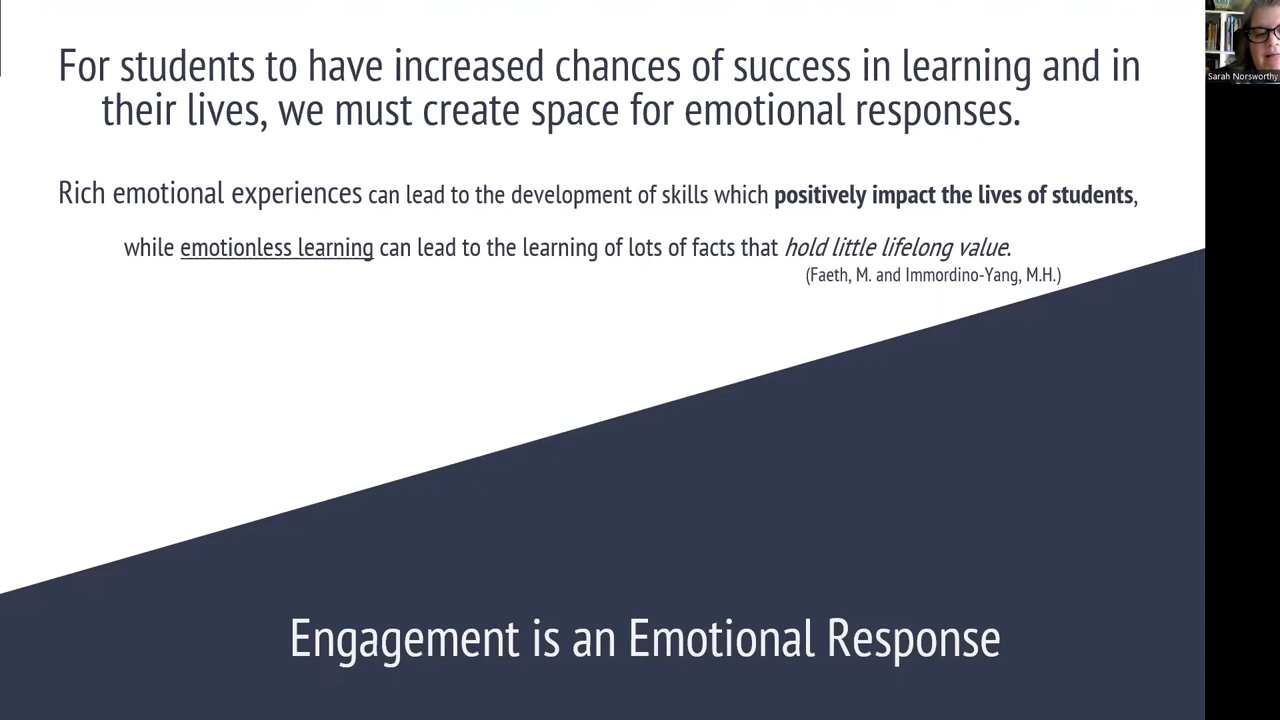 For students to have increased chances of success in learning and in
their lives, we must create space for emotional responses.
Rich emotional experiences can lead to the development of skills which positively impact the lives of students,
while emotionless learning can lead to the learning of lots of facts that hold little lifelong value.
(Faeth, M. and Immordino-Yang, M.H.)
Engagement is an Emotional Response
Sarah Norsworthy